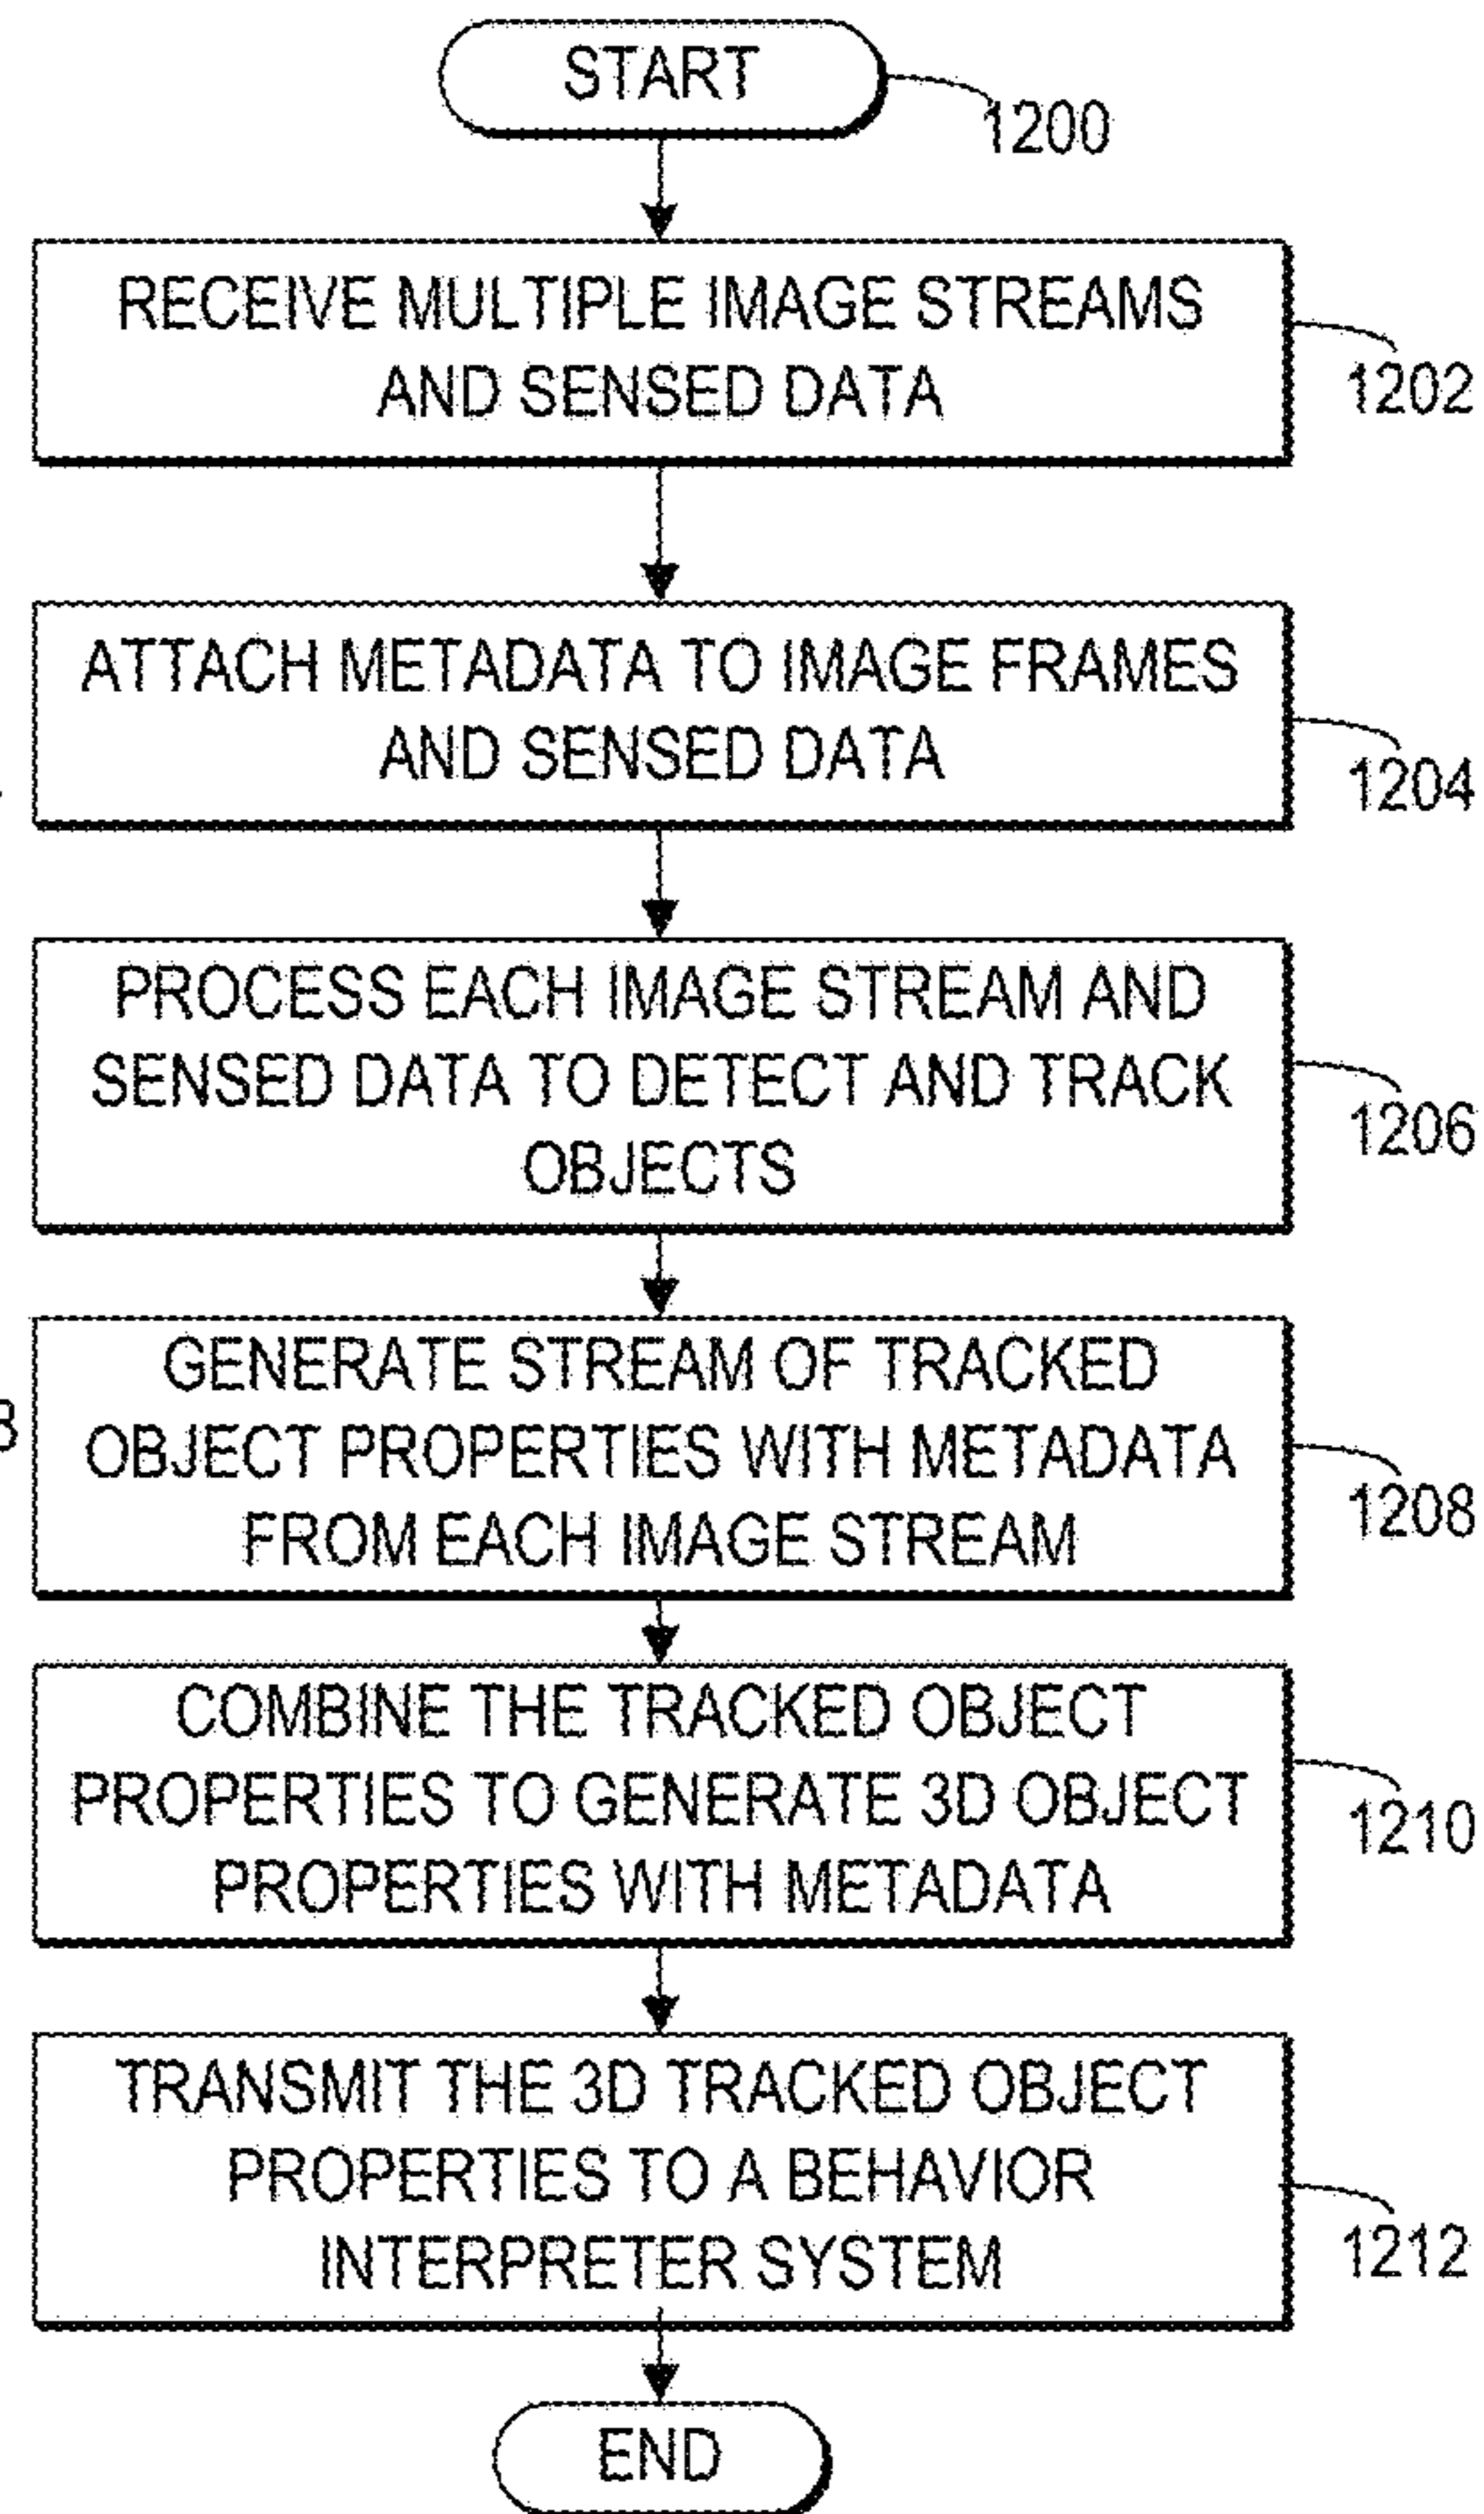 START
1200
RECEIVE MULTIPLE IMAGE STREAMS
AND SENSED DATA
1202
ATTACH METADATA TO IMAGE FRAMES
AND SENSED DATA
1204
PROCESS EACH IMAGE STREAM AND
SENSED DATA TO DETECT AND TRACK
OBJECTS
1206
GENERATE STREAM OF TRACKED
OBJECT PROPERTIES WITH METADATA
FROM EACH IMAGE STREAM
1208
COMBINE THE TRACKED OBJECT
PROPERTIES TO GENERATE 3D OBJECT
PROPERTIES WITH METADATA
1210
TRANSMIT THE 3D TRACKED OBJECT
PROPERTIES TO A BEHAVIOR
INTERPRETER SYSTEM
1212
END